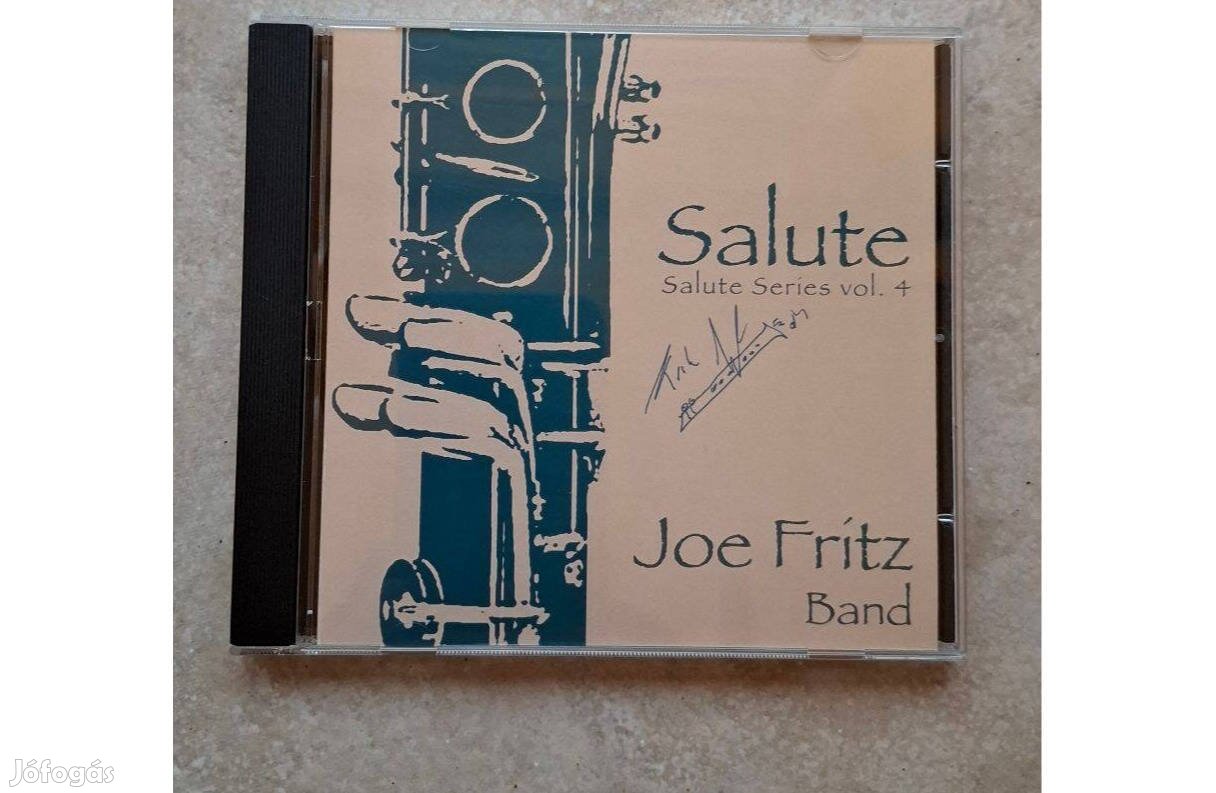 Salute
Salute Series vol. 4
Joe Fritz
Band
Jófogás